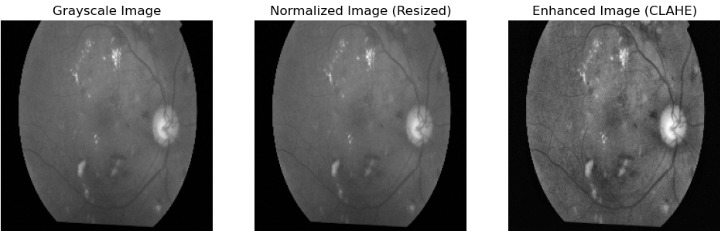 Grayscale Image
Normalized Image (Resized)
Enhanced Image (CLAHE)